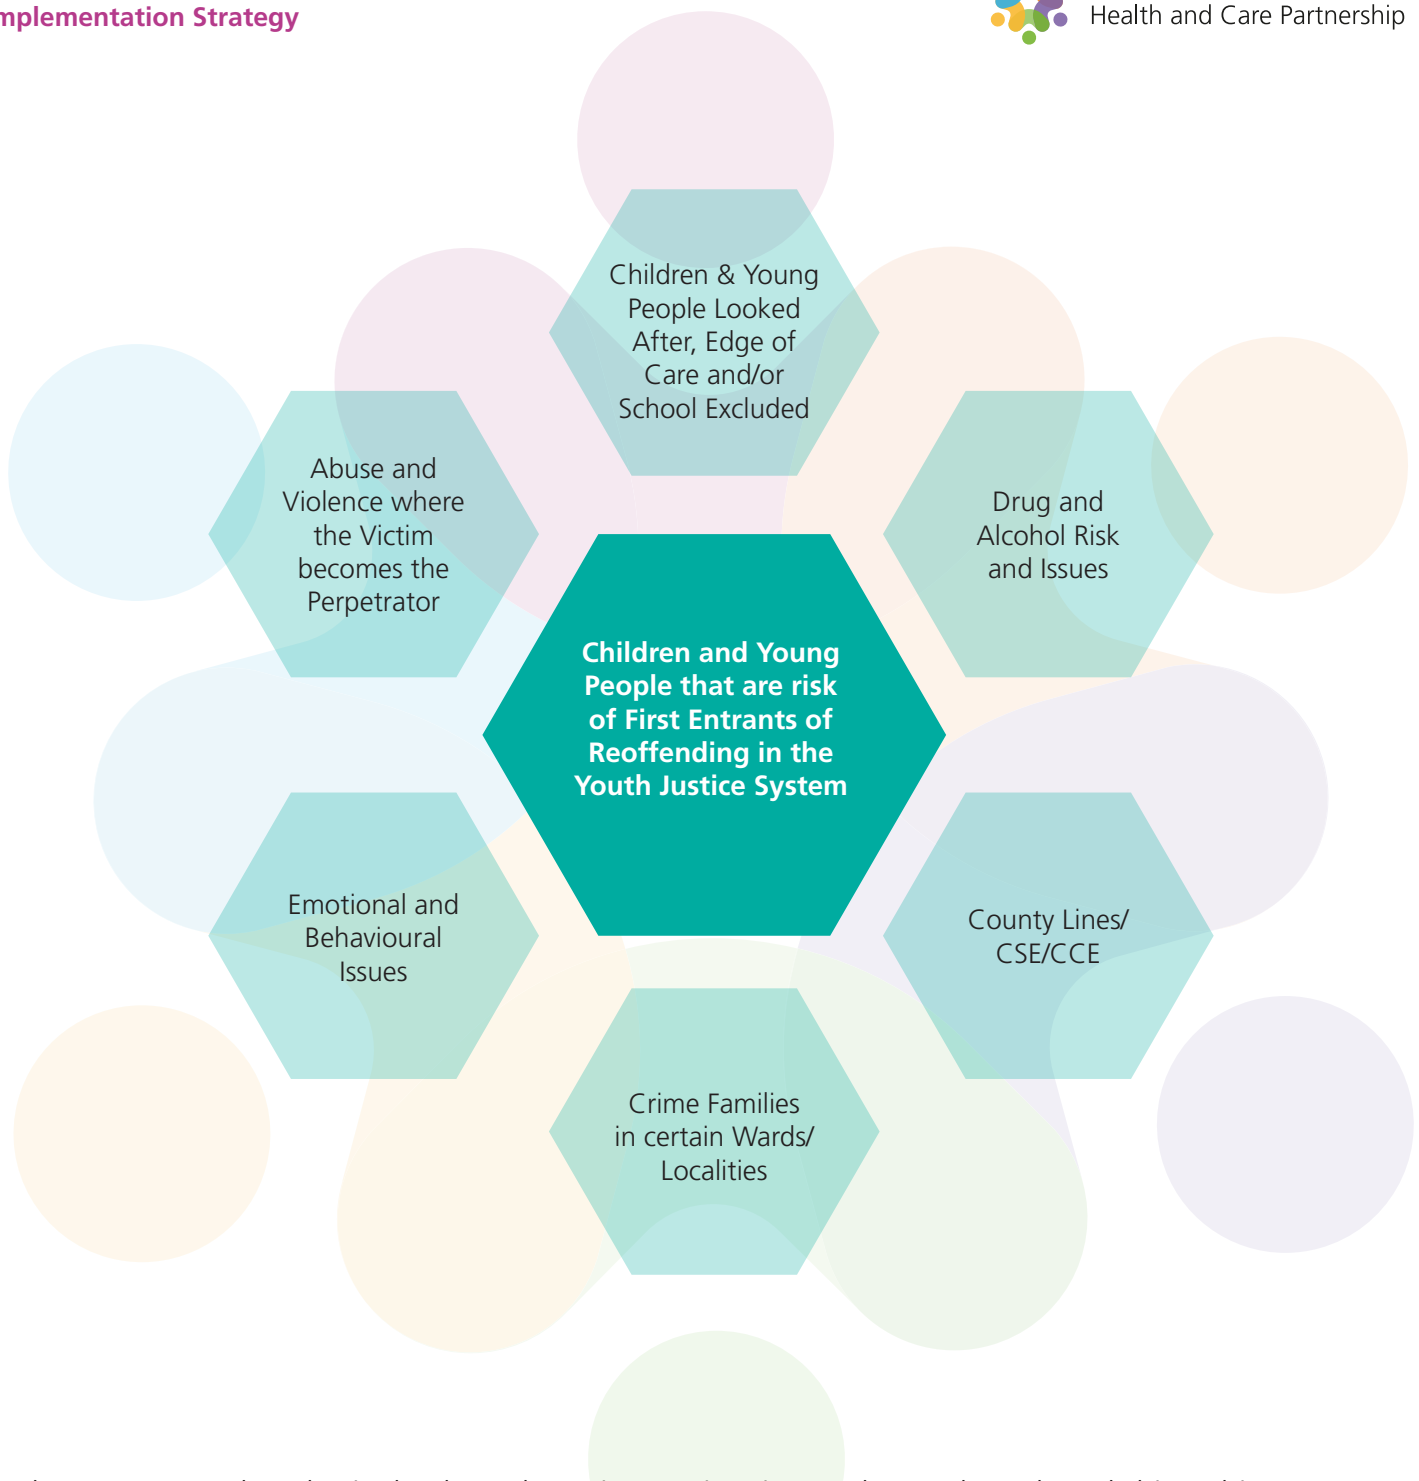 mplementation Strategy
Health and Care Partnership
Children & Young
People Looked
After, Edge of
Care and/or
School Excluded
Abuse and
Violence where
the Victim
becomes the
Perpetrator
Drug and
Alcohol Risk
and Issues
Children and Young
People that are risk
of First Entrants of
Reoffending in the
Youth Justice System
Emotional and
Behavioural
Issues
County Lines/
CSE/CCE
Crime Families
in certain Wards/
Localities